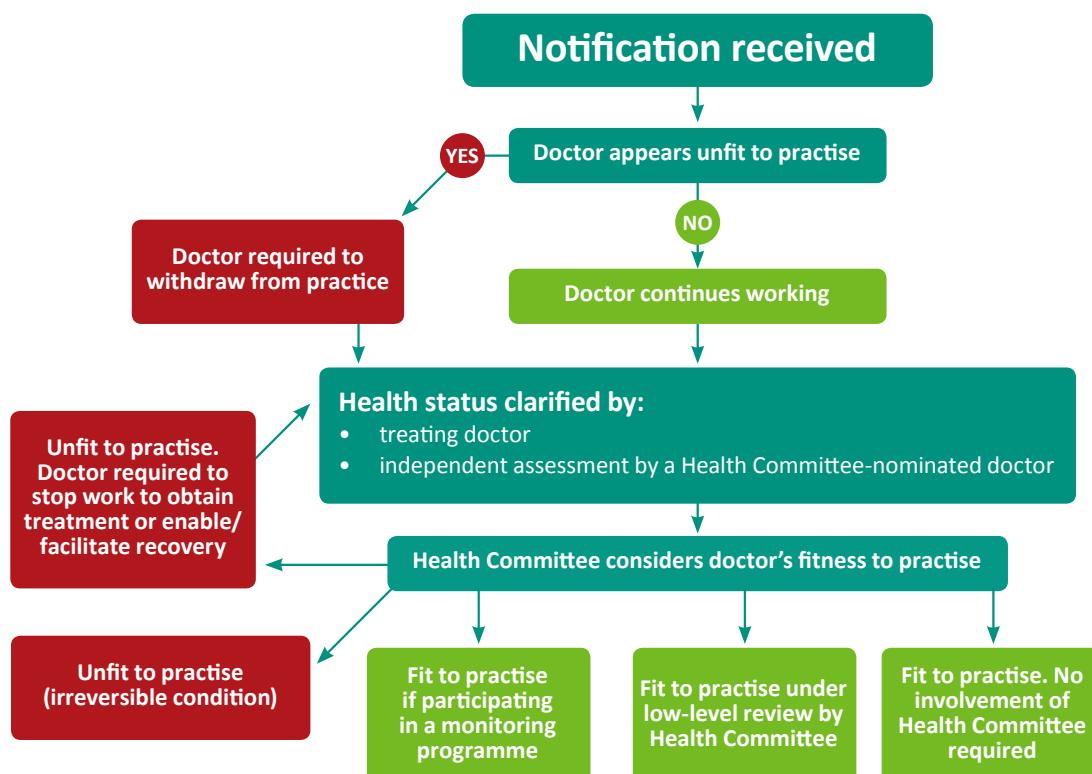 Notification received
Doctor appears unfit to practise
YES
NO
Doctor required to
withdraw from practice
Doctor continues working
Health status clarified by:
• treating doctor
• independent assessment by a Health Committee-nominated doctor
Unfit to practise.
Doctor required to
stop work to obtain
treatment or enable/
facilitate recovery
Health Committee considers doctor's fitness to practise
Unfit to practise
(irreversible condition)
Fit to practise
if participating
in a monitoring
programme
Fit to practise under
low-level review by
Health Committee
Fit to practise. No
involvement of
Health Committee
required